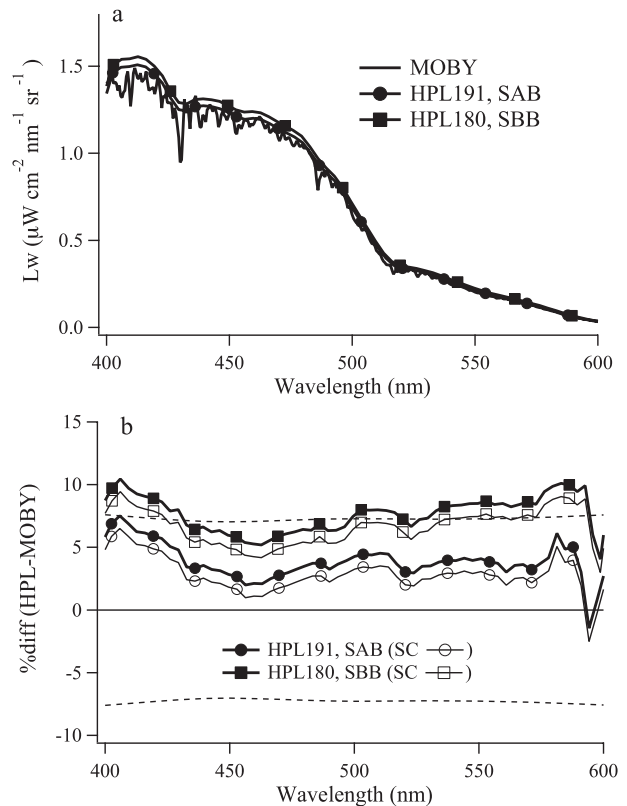 a
1.5
1.0
0.5
0.0
Lw (μW cm⁻² nm⁻¹ sr⁻¹)
MOBY
HPL191, SAB
HPL180, SBB
400 450 500 550 600
Wavelength (nm)
b
15
10
5
0
-5
-10
%diff (HPL-MOBY)
HPL191, SAB (SC )
HPL180, SBB (SC )
400 450 500 550 600
Wavelength (nm)